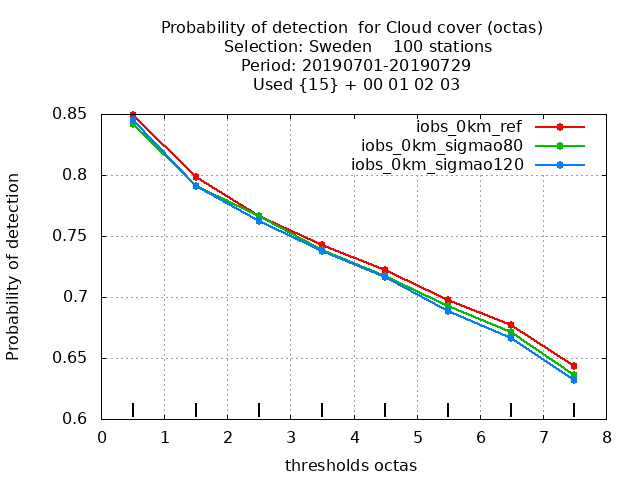 Probability of detection  for Cloud cover (octas)
Selection: Sweden    100 stations
Period: 20190701-20190729
Used {15} + 00 01 02 03
iobs_0km_ref
iobs_0km_sigmao80
iobs_0km_sigmao120
Probability of detection
0.85
0.8
0.75
0.7
0.65
0.6
0 1 2 3 4 5 6 7 8
thresholds octas